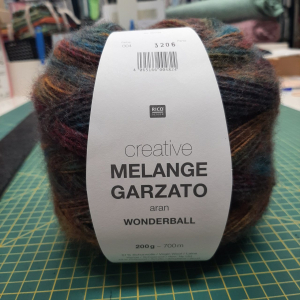 3206
RICO
DESIGN
creative
MELANGE
GARZATO
aran
WONDERBALL
200 g - 700 m